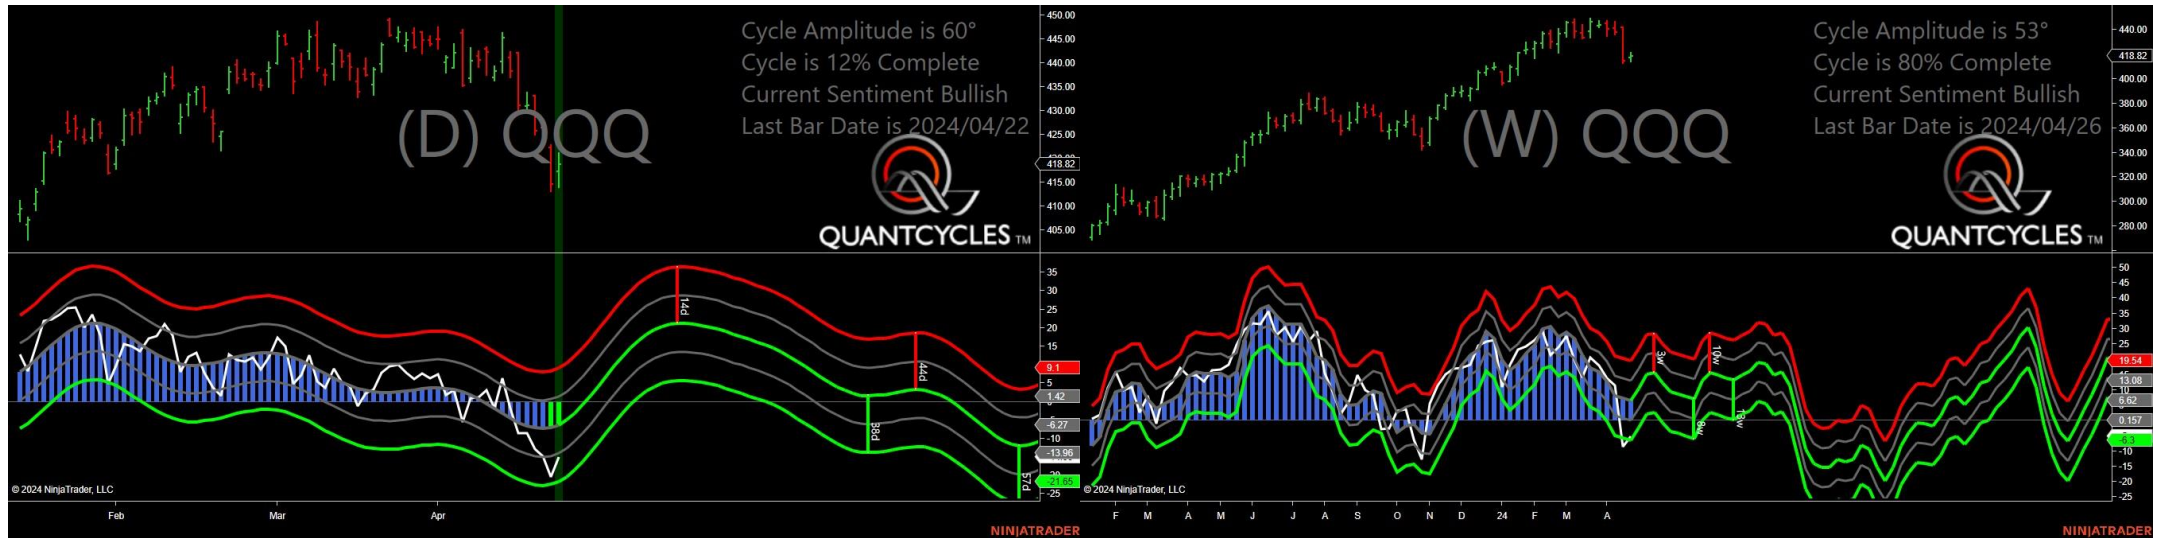 Cycle Amplitude is 60°
Cycle is 12% Complete
Current Sentiment Bullish
Last Bar Date is 2024/04/22
(D) QQQ
QUANTCYCLES TM
450.00
445.00
440.00
435.00
430.00
425.00
418.82
415.00
410.00
405.00
35
30
25
20
15
9.1
5
1.42
-6.27
-10
-13.96
-21.65
-25
14d
44d
38d
57d
© 2024 NinjaTrader, LLC
Feb Mar Apr
NINJATRADER
Cycle Amplitude is 53°
Cycle is 80% Complete
Current Sentiment Bullish
Last Bar Date is 2024/04/26
(W) QQQ
QUANTCYCLES TM
440.00
418.82
400.00
380.00
360.00
340.00
320.00
300.00
280.00
50
45
40
35
30
25
19.54
13.08
6.62
0.157
-6.3
-10
-15
-20
-25
3w
10w
8w
13w
© 2024 NinjaTrader, LLC
F M A M J J A S O N D 24 F M A
NINJATRADER